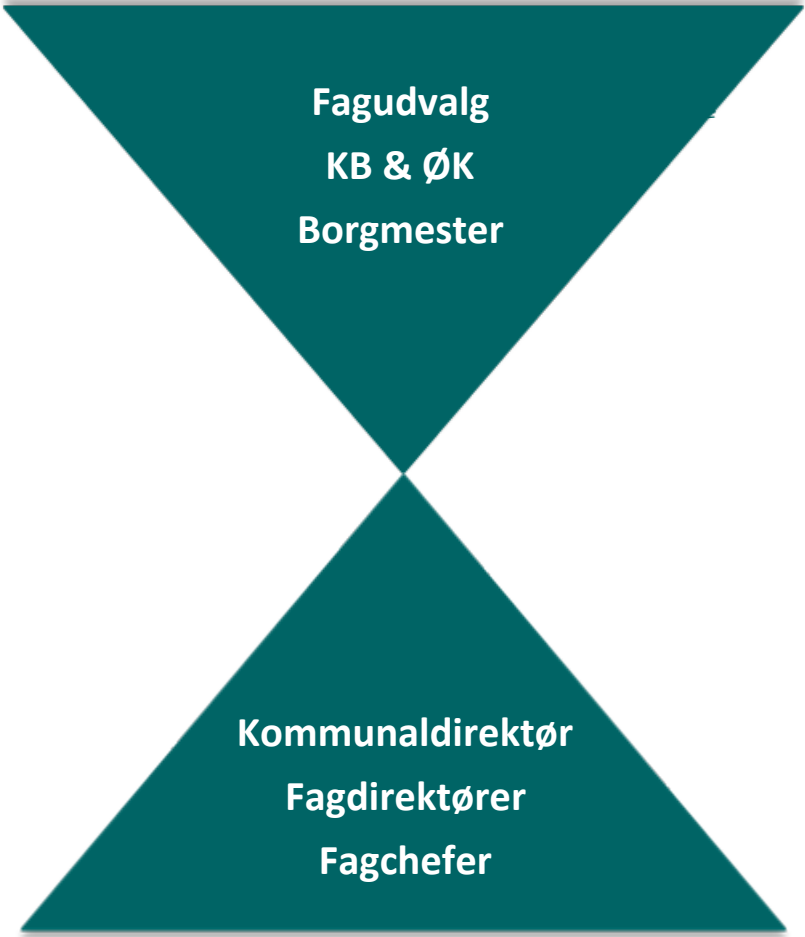 Fagudvalg
KB & ØK
Borgmester
Kommunaldirektør
Fagdirektører
Fagchefer